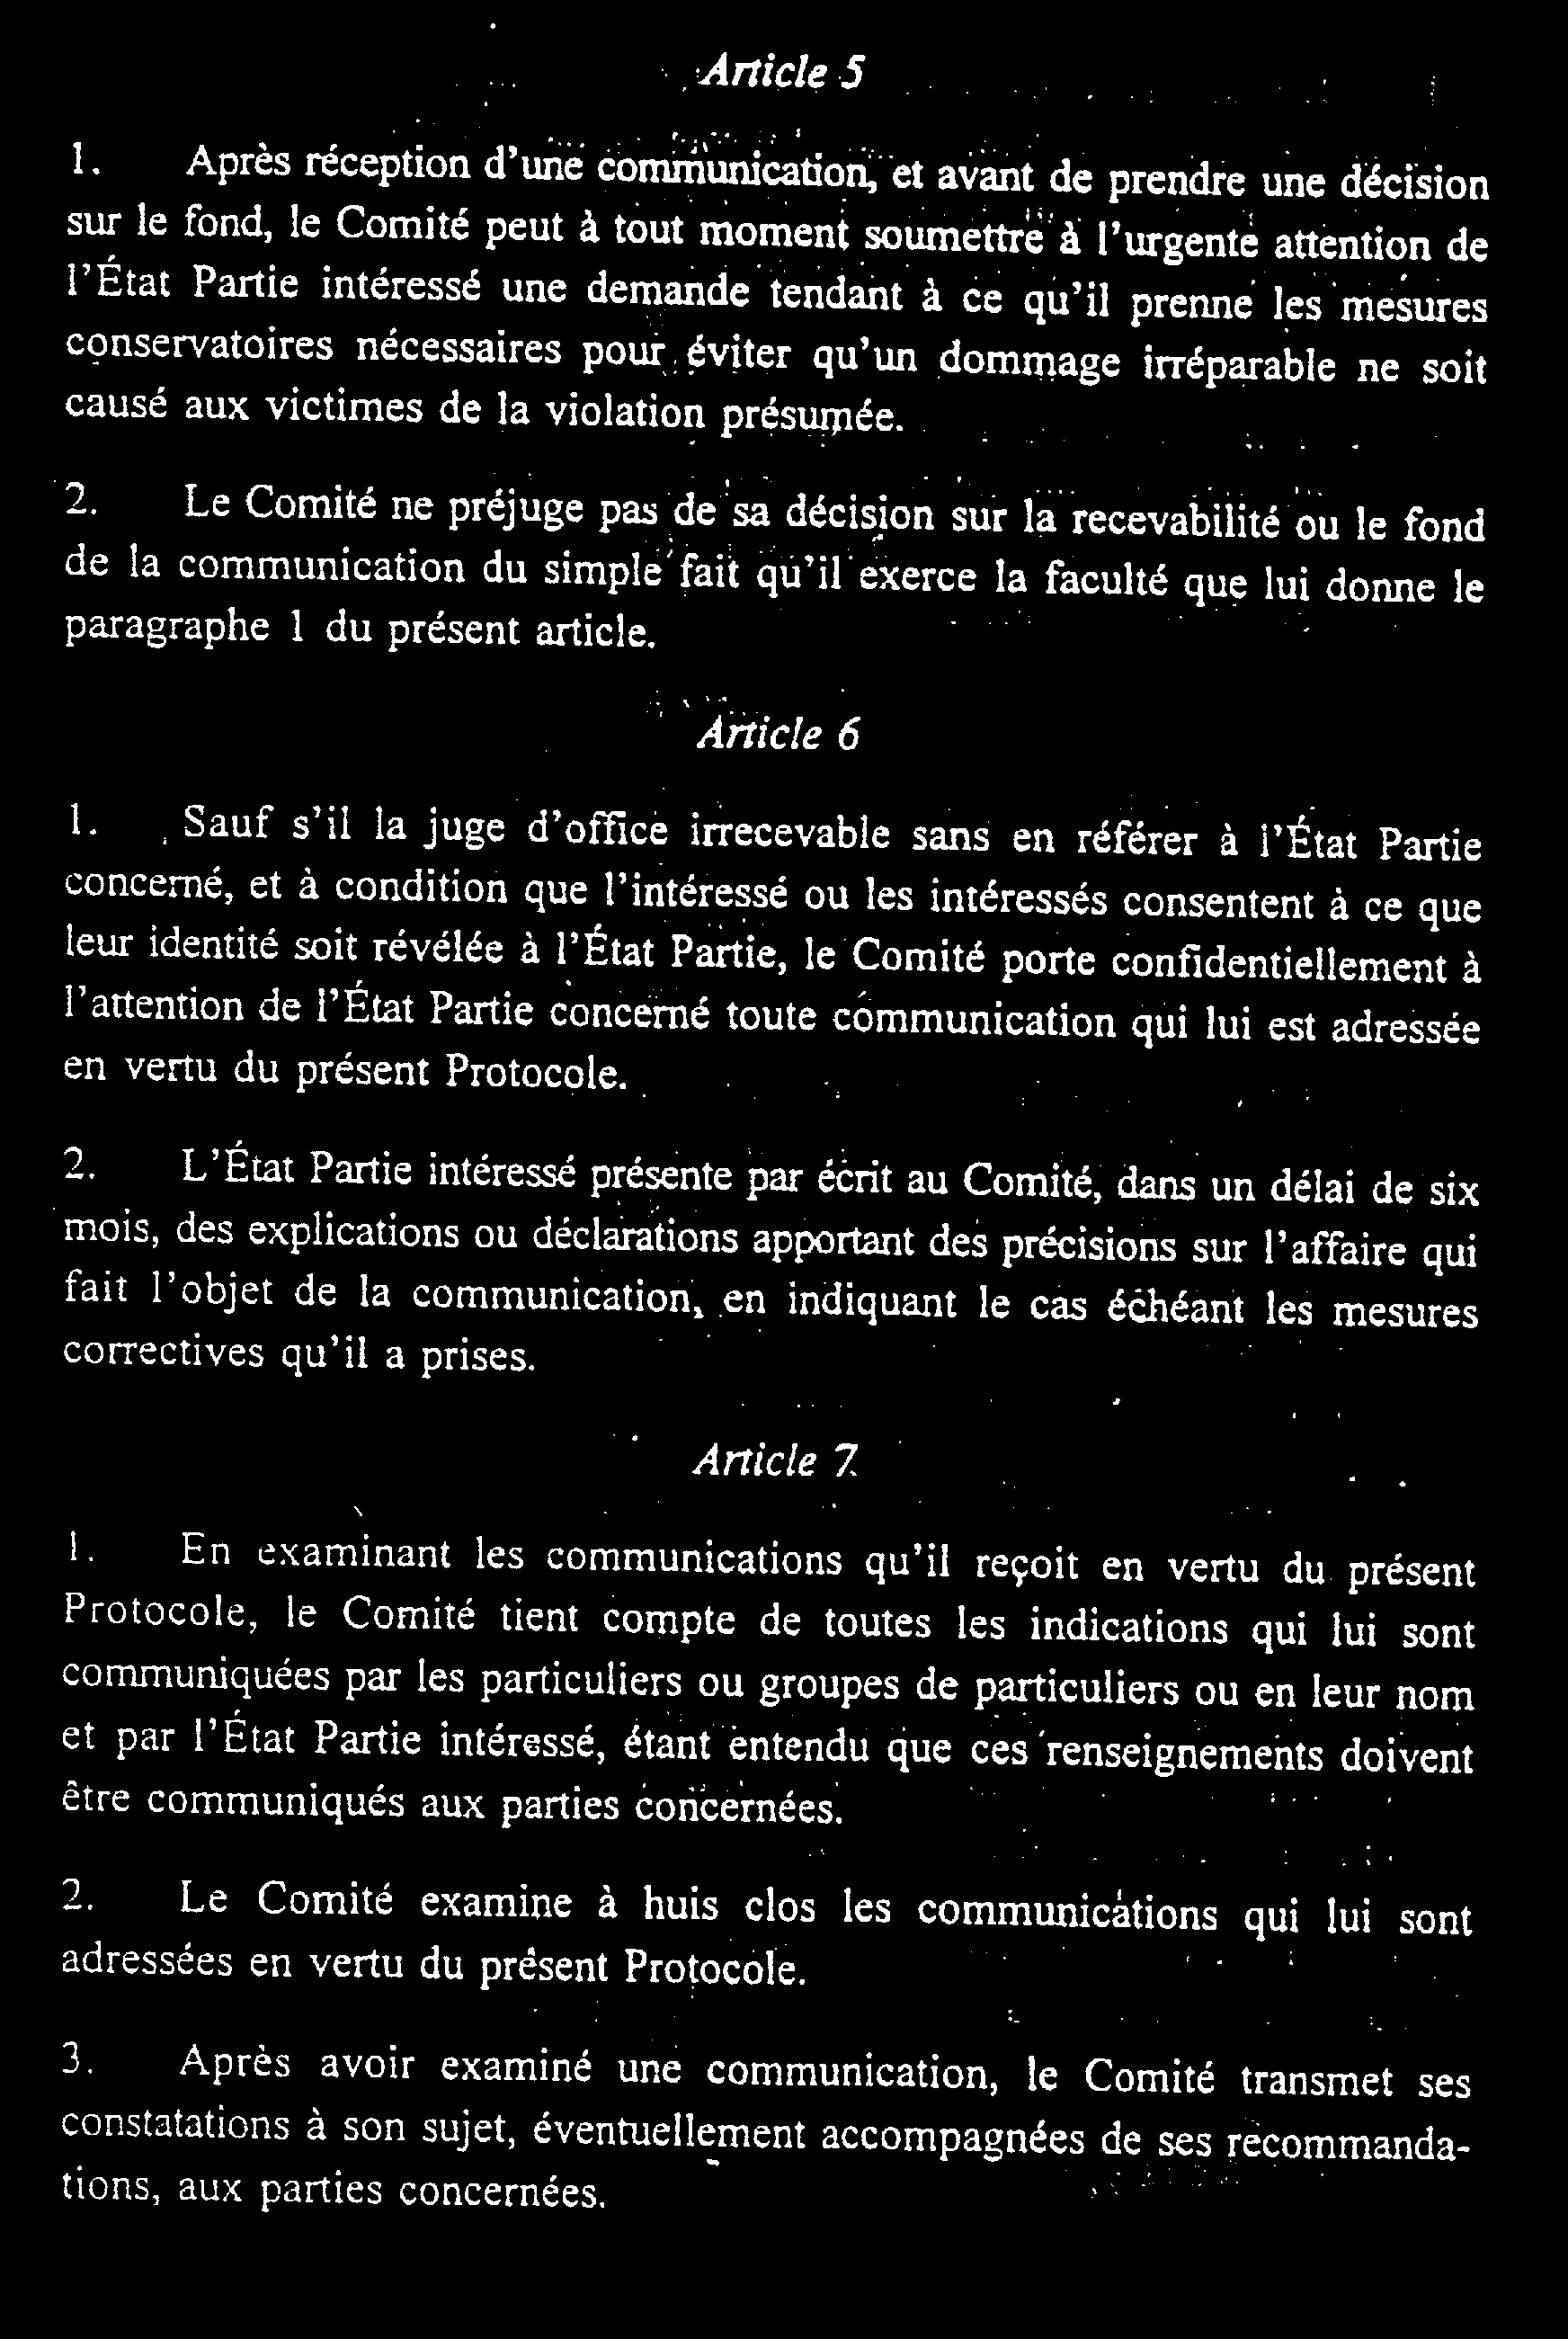 Article 5
1. Après réception d'une communication, et avant de prendre une décision
sur le fond, le Comité peut à tout moment soumettre à l'urgente attention de
l'État Partie intéressé une demande tendant à ce qu'il prenne les mesures
conservatoires nécessaires pour éviter qu'un dommage irréparable ne soit
causé aux victimes de la violation présumée.
2. Le Comité ne préjuge pas de sa décision sur la recevabilité ou le fond
de la communication du simple fait qu'il exerce la faculté que lui donne le
paragraphe 1 du présent article.
Article 6
1. Sauf s'il la juge d'office irrecevable sans en référer à l'État Partie
concerné, et à condition que l'intéressé ou les intéressés consentent à ce que
leur identité soit révélée à l'État Partie, le Comité porte confidentiellement à
l'attention de l'État Partie concerné toute communication qui lui est adressée
en vertu du présent Protocole.
2. L'État Partie intéressé présente par écrit au Comité, dans un délai de six
mois, des explications ou déclarations apportant des précisions sur l'affaire qui
fait l'objet de la communication, en indiquant le cas échéant les mesures
correctives qu'il a prises.
Article 7
1. En examinant les communications qu'il reçoit en vertu du présent
Protocole, le Comité tient compte de toutes les indications qui lui sont
communiquées par les particuliers ou groupes de particuliers ou en leur nom
et par l'État Partie intéressé, étant entendu que ces renseignements doivent
être communiqués aux parties concernées.
2. Le Comité examine à huis clos les communications qui lui sont
adressées en vertu du présent Protocole.
3. Après avoir examiné une communication, le Comité transmet ses
constatations à son sujet, éventuellement accompagnées de ses recommanda-
tions, aux parties concernées.